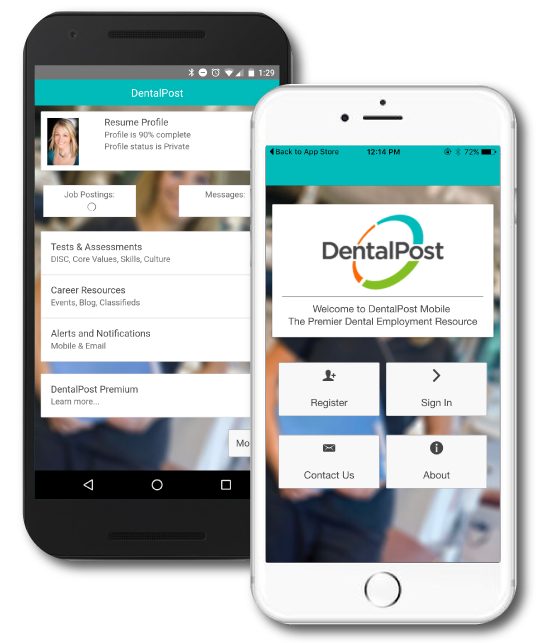 1:29
DentalPost
Resume Profile
Profile is 90% complete
Profile status is Private
Job Postings:
Messages:
Tests & Assessments
DISC, Core Values, Skills, Culture
Career Resources
Events, Blog, Classifieds
Alerts and Notifications
Mobile & Email
DentalPost Premium
Learn more...
Mo
Back to App Store
12:14 PM
72%
DentalPost
Welcome to DentalPost Mobile
The Premier Dental Employment Resource
Register
Sign In
Contact Us
About